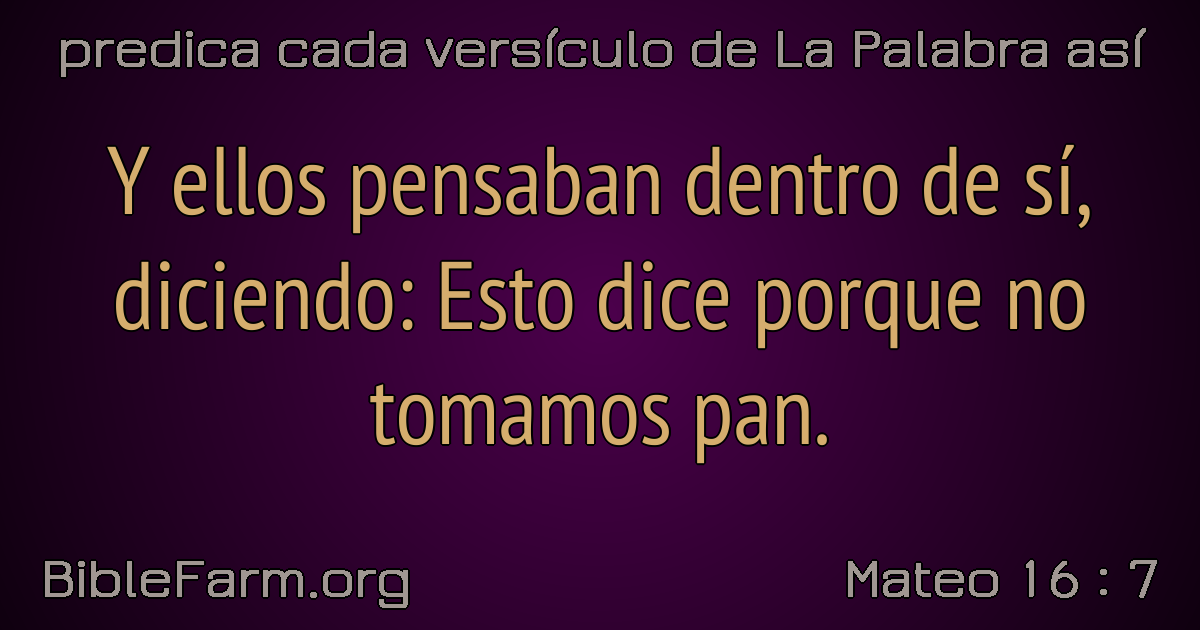 predica cada versículo de La Palabra así
Y ellos pensaban dentro de sí,
diciendo: Esto dice porque no
tomamos pan.
BibleFarm.org
Mateo 16 : 7